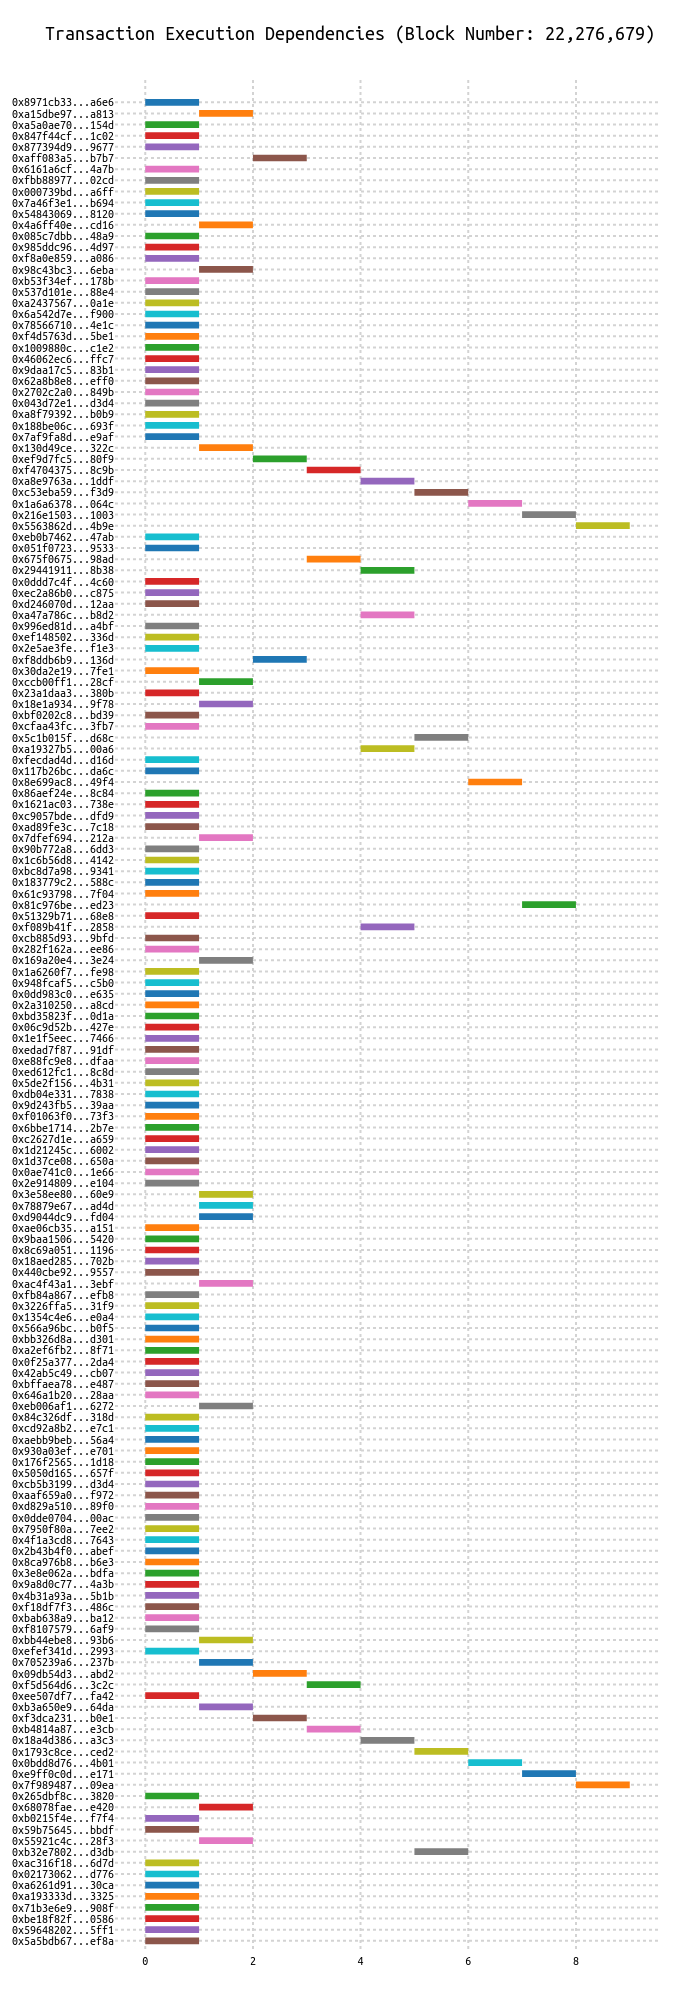 Transaction Execution Dependencies (Block Number: 22,276,679)
0x8971cb33...a6e6
0xa15dbe97...a813
0xa5a0ae70...154d
0x847f44cf...1c02
0x877394d9...9677
0xaff083a5...b7b7
0x6161a6cf...4a7b
0xfbb88977...02cd
0x000739bd...a6ff
0x7a46f3e1...b694
0x54843069...8120
0x4a6ff40e...cd16
0x085c7dbb...48a9
0x985ddc96...4d97
0xf8a0e859...a086
0x98c43bc3...6eba
0xb53f34ef...178b
0x537d101e...88e4
0xa2437567...0a1e
0x6a542d7e...f900
0x78566710...4e1c
0xf4d5763d...5be1
0x1009880c...c1e2
0x46062ec6...ffc7
0x9daa17c5...83b1
0x62a8b8e8...eff0
0x2702c2a0...849b
0x043d72e1...d3d4
0xa8f79392...b0b9
0x188be06c...693f
0x7af9fa8d...e9af
0x130d49ce...322c
0xef9d7fc5...80f9
0xf4704375...8c9b
0xa8e9763a...1ddf
0xc53eba59...f3d9
0x1a6a6378...064c
0x216e1503...1003
0x5563862d...4b9e
0xeb0b7462...47ab
0x051f0723...9533
0x675f0675...98ad
0x29441911...8b38
0x0ddd7c4f...4c60
0xec2a86b0...c875
0xd246070d...12aa
0xa47a786c...b8d2
0x996ed81d...a4bf
0xef148502...336d
0x2e5ae3fe...f1e3
0xf8ddb6b9...136d
0x30da2e19...7fe1
0xccb00ff1...28cf
0x23a1daa3...380b
0x18e1a934...9f78
0xbf0202c8...bd39
0xcfaa43fc...3fb7
0x5c1b015f...d68c
0xa19327b5...00a6
0xfecdad4d...d16d
0x117b26bc...da6c
0x8e699ac8...49f4
0x86aef24e...8c84
0x1621ac03...738e
0xc9057bde...dfd9
0xad89fe3c...7c18
0x7dfef694...212a
0x90b772a8...6dd3
0x1c6b56d8...4142
0xbc8d7a98...9341
0x183779c2...588c
0x61c93798...7f04
0x81c976be...ed23
0x51329b71...68e8
0xf089b41f...2858
0xcb885d93...9bfd
0x282f162a...ee86
0x169a20e4...3e24
0x1a6260f7...fe98
0x948fcaf5...c5b0
0x0dd983c0...e635
0x2a310250...a8cd
0xbd35823f...0d1a
0x06c9d52b...427e
0x1e1f5eec...7466
0xedad7f87...91df
0xe88fc9e8...dfaa
0xed612fc1...8c8d
0x5de2f156...4b31
0xdb04e331...7838
0x9d243fb5...39aa
0xf01063f0...73f3
0x6bbe1714...2b7e
0xc2627d1e...a659
0x1d21245c...6002
0x1d37ce08...650a
0x0ae741c0...1e66
0x2e914809...e104
0x3e58ee80...60e9
0x78879e67...ad4d
0xd9044dc9...fd04
0xae06cb35...a151
0x9baa1506...5420
0x8c69a051...1196
0x18aed285...702b
0x440cbe92...9557
0xac4f43a1...3ebf
0xfb84a867...efb8
0x3226ffa5...31f9
0x1354c4e6...e0a4
0x566a96bc...b0f5
0xbb326d8a...d301
0xa2ef6fb2...8f71
0x0f25a377...2da4
0x42ab5c49...cb07
0xbffaea78...e487
0x646a1b20...28aa
0xeb006af1...6272
0x84c326df...318d
0xcd92a8b2...e7c1
0xaebb9beb...56a4
0x930a03ef...e701
0x176f2565...1d18
0x5050d165...657f
0xcb5b3199...d3d4
0xaaf659a0...f972
0xd829a510...89f0
0x0dde0704...00ac
0x7950f80a...7ee2
0x4f1a3cd8...7643
0x2b43b4f0...abef
0x8ca976b8...b6e3
0x3e8e062a...bdfa
0x9a8d0c77...4a3b
0x4b31a93a...5b1b
0xf18df7f3...486c
0xbab638a9...ba12
0xf8107579...6af9
0xbb44ebe8...93b6
0xefef341d...2993
0x705239a6...237b
0x09db54d3...abd2
0xf5d564d6...3c2c
0xee507df7...fa42
0xb3a650e9...64da
0xf3dca231...b0e1
0xb4814a87...e3cb
0x18a4d386...a3c3
0x1793c8ce...ced2
0x0bdd8d76...4b01
0xe9ff0c0d...e171
0x7f989487...09ea
0x265dbf8c...3820
0x68078fae...e420
0xb0215f4e...f7f4
0x59b75645...bbdf
0x55921c4c...28f3
0xb32e7802...d3db
0xac316f18...6d7d
0x02173062...d776
0xa6261d91...30ca
0xa193333d...3325
0x71b3e6e9...908f
0xbe18f82f...0586
0x59648202...5ff1
0x5a5bdb67...ef8a
0 2 4 6 8